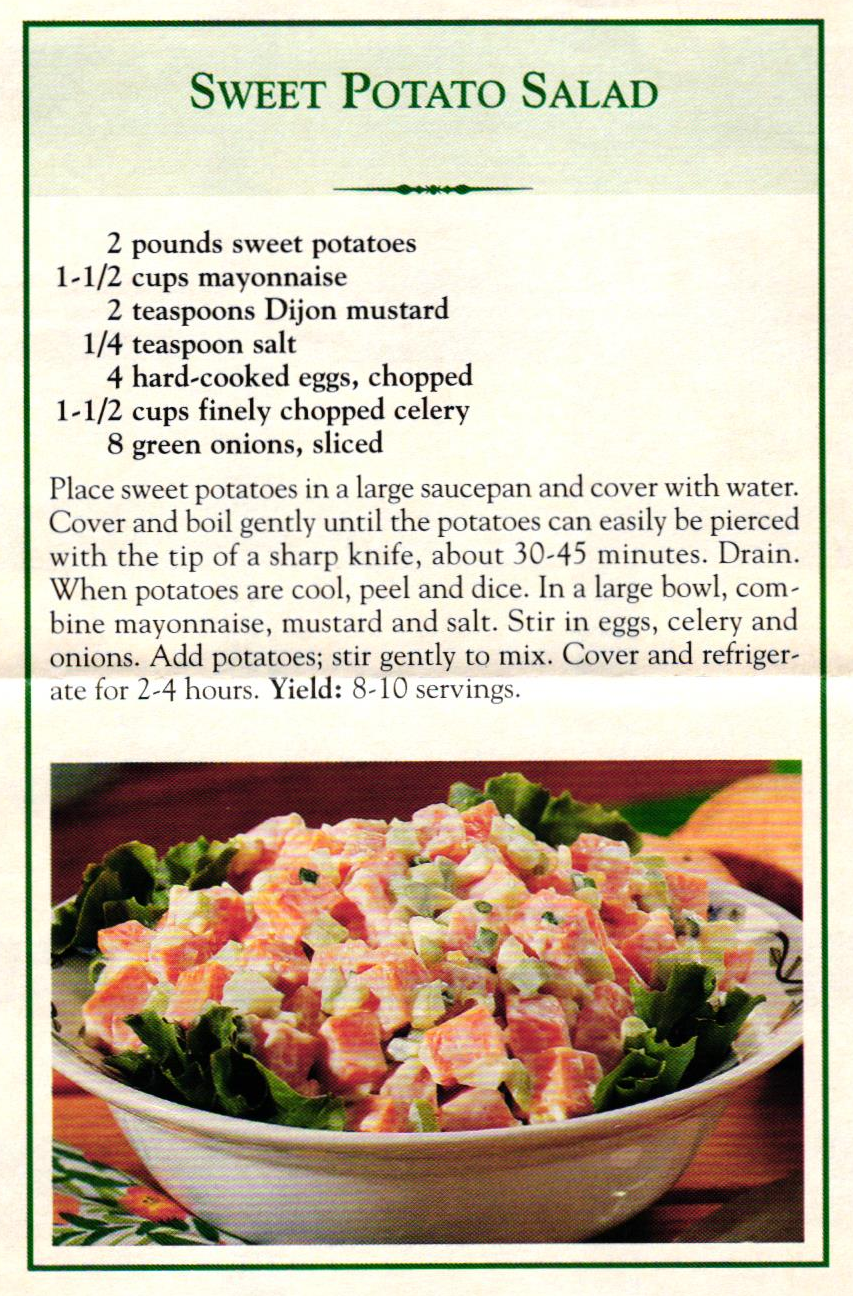 SWEET POTATO SALAD
2 pounds sweet potatoes
1-1/2 cups mayonnaise
2 teaspoons Dijon mustard
1/4 teaspoon salt
4 hard-cooked eggs, chopped
1-1/2 cups finely chopped celery
8 green onions, sliced
Place sweet potatoes in a large saucepan and cover with water.
Cover and boil gently until the potatoes can easily be pierced
with the tip of a sharp knife, about 30-45 minutes. Drain.
When potatoes are cool, peel and dice. In a large bowl, com-
bine mayonnaise, mustard and salt. Stir in eggs, celery and
onions. Add potatoes; stir gently to mix. Cover and refriger-
ate for 2-4 hours. Yield: 8-10 servings.